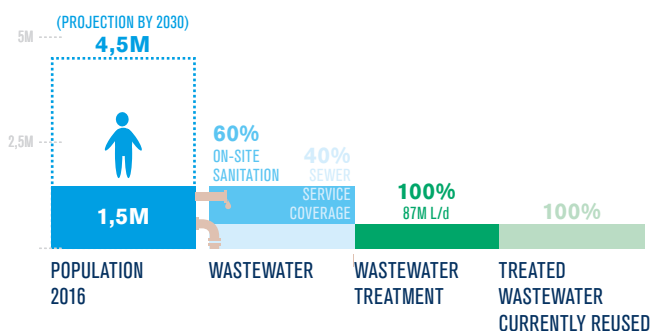 (PROJECTION BY 2030)
5M
4,5M
2,5M
60%
ON-SITE
SANITATION
40%
SEWER
SERVICE
COVERAGE
1,5M
100%
87M L/d
100%
POPULATION
2016
WASTEWATER
WASTEWATER
TREATMENT
TREATED
WASTEWATER
CURRENTLY REUSED